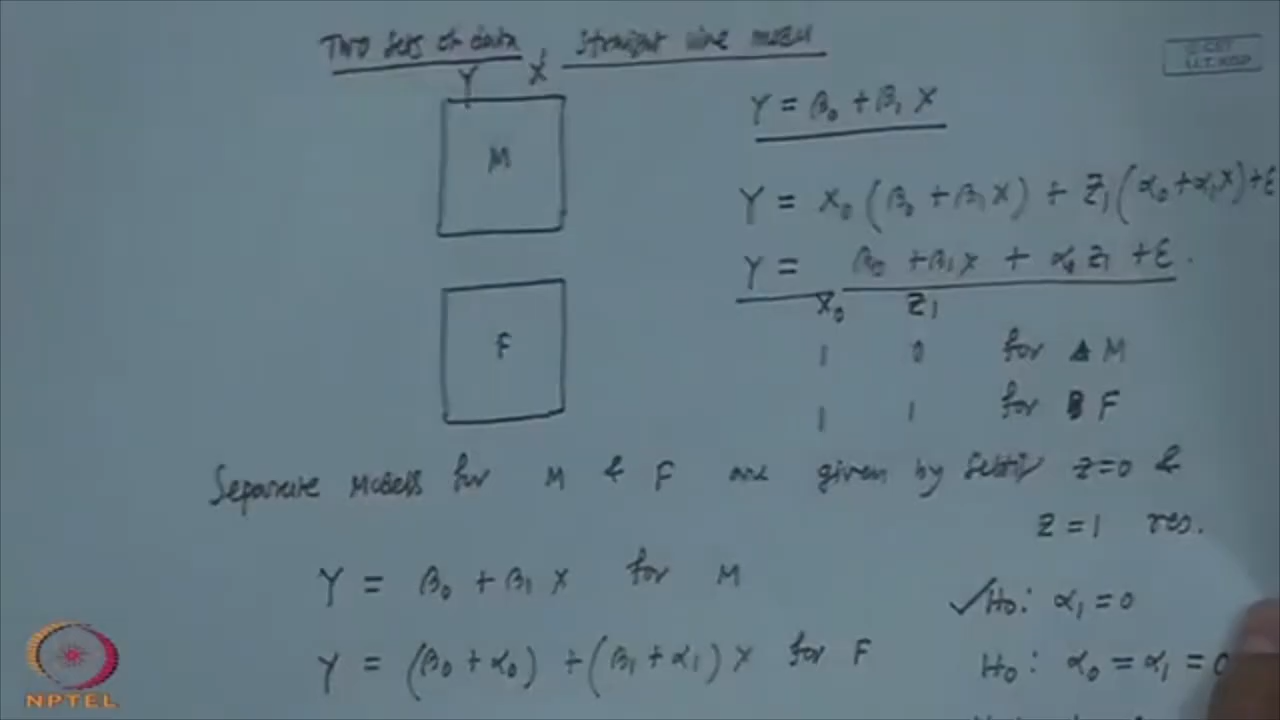 Two sets of data straight line model
Y X
M
Y = β₀ + β₁ X
Y = X₀ (β₀ + β₁ X) + Z₁ (α₀ + α₁ X) + ε
Y = β₀ + β₁ X + α₀ Z₁ + ε.
X₀ Z₁
1 0 for M
F
1 1 for F
Separate models for M & F are given by Z=0 &
Z=1 res.
Y = β₀ + β₁ X for M
✓H₀: α₁ = 0
Y = (β₀ + α₀) + (β₁ + α₁) X for F
H₀: α₀ = α₁ = 0
NPTEL